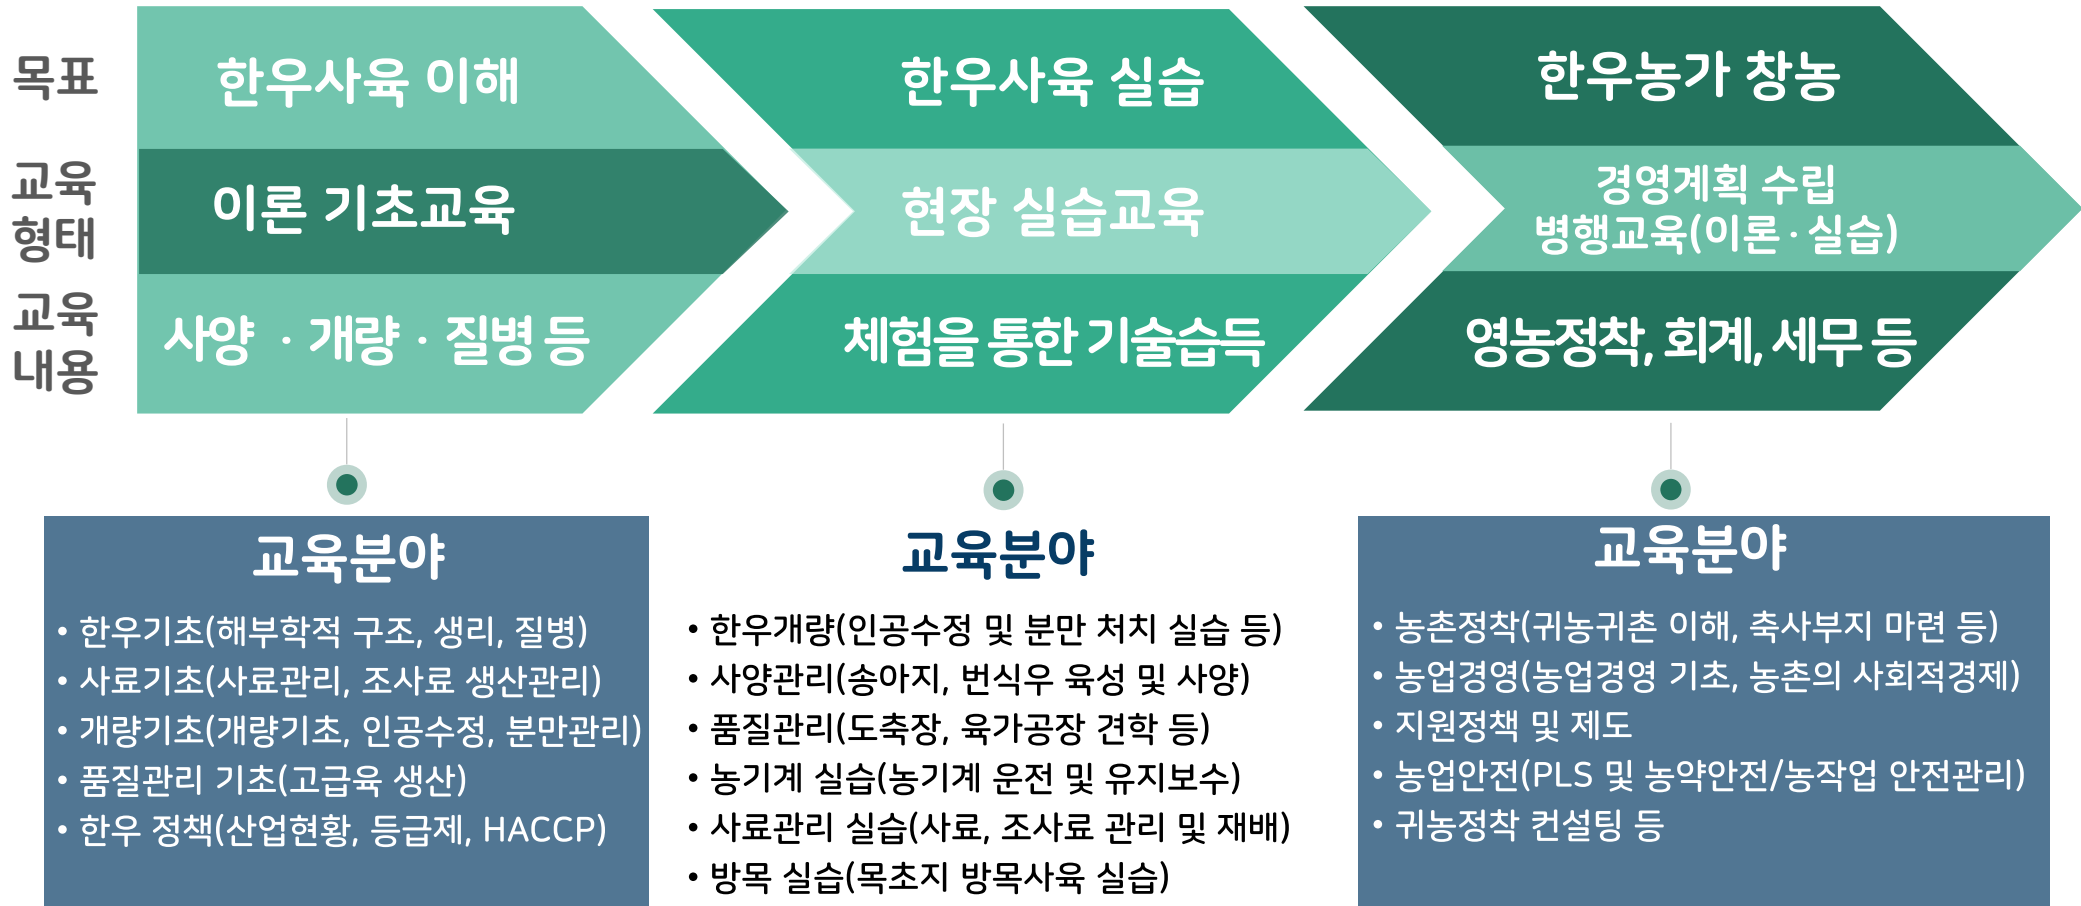 목표
한우사육 이해
한우사육 실습
한우농가 창농
교육
형태
이론 기초교육
현장 실습교육
경영계획 수립
병행교육(이론·실습)
교육
내용
사양 · 개량 · 질병 등
체험을 통한 기술습득
영농정착, 회계, 세무 등
교육분야
• 한우기초(해부학적 구조, 생리, 질병)
• 사료기초(사료관리, 조사료 생산관리)
• 개량기초(개량기초, 인공수정, 분만관리)
• 품질관리 기초(고급육 생산)
• 한우 정책(산업현황, 등급제, HACCP)
교육분야
• 한우개량(인공수정 및 분만 처치 실습 등)
• 사양관리(송아지, 번식우 육성 및 사양)
• 품질관리(도축장, 육가공장 견학 등)
• 농기계 실습(농기계 운전 및 유지보수)
• 사료관리 실습(사료, 조사료 관리 및 재배)
• 방목 실습(목초지 방목사육 실습)
교육분야
• 농촌정착(귀농귀촌 이해, 축사부지 마련 등)
• 농업경영(농업경영 기초, 농촌의 사회적경제)
• 지원정책 및 제도
• 농업안전(PLS 및 농약안전/농작업 안전관리)
• 귀농정착 컨설팅 등